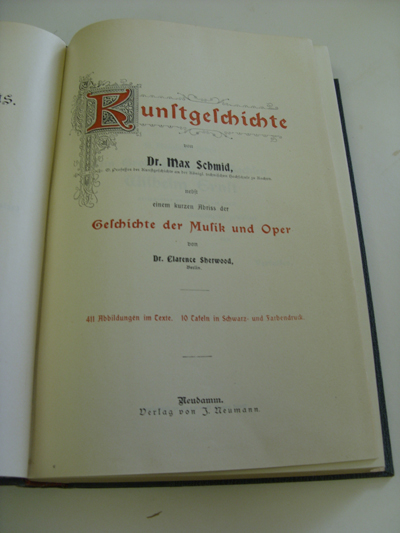 us.
Kunſtgeſchichte
von
Dr. Max Schmid,
nebſt
einem kurzen Abriss der
Geſchichte der Muſik und Oper
von
Dr. Clarence Sherwood,
Berlin.
411 Abbildungen im Texte. 10 Tafeln in Schwarz- und Farbendruck.
Neudamm.
Verlag von J. Neumann.